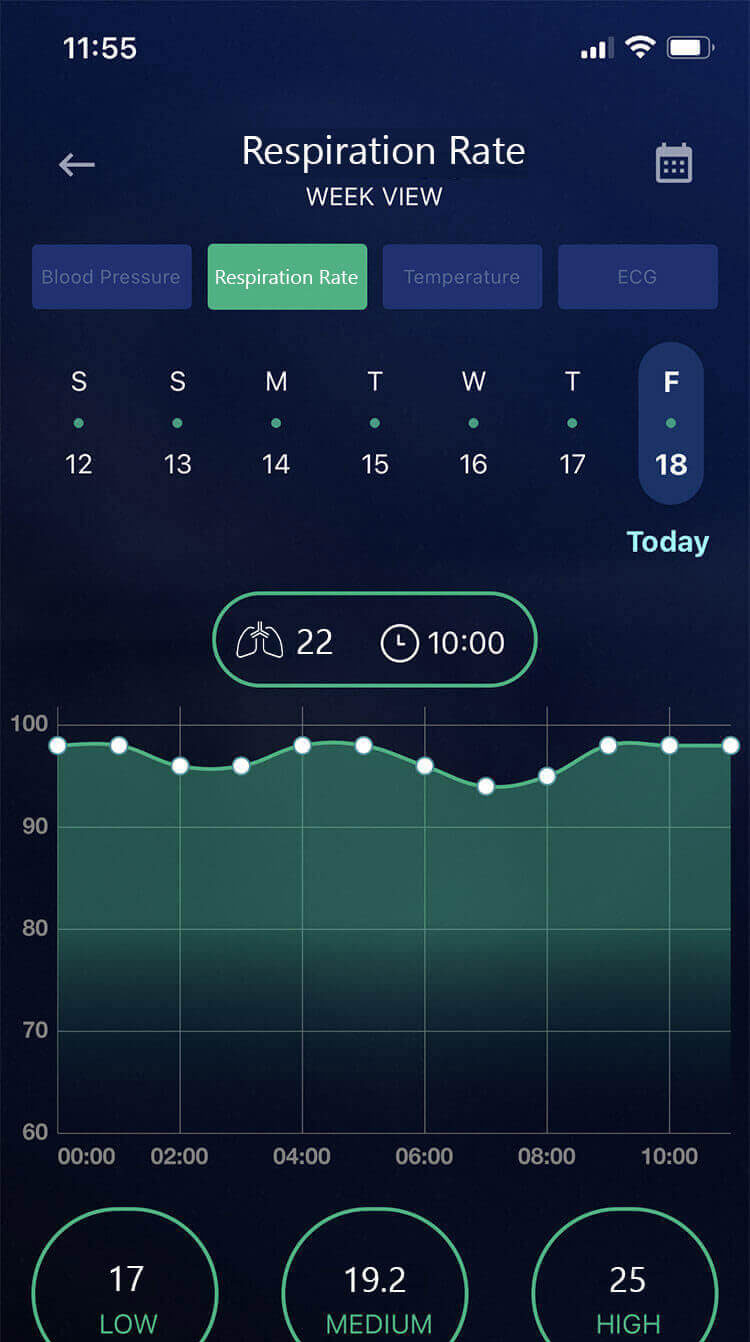 11:55
Respiration Rate
WEEK VIEW
Blood Pressure Respiration Rate Temperature ECG
S S M T W T F
12 13 14 15 16 17 18
Today
22 10:00
100
90
80
70
60
00:00 02:00 04:00 06:00 08:00 10:00
17 19.2 25
LOW MEDIUM HIGH